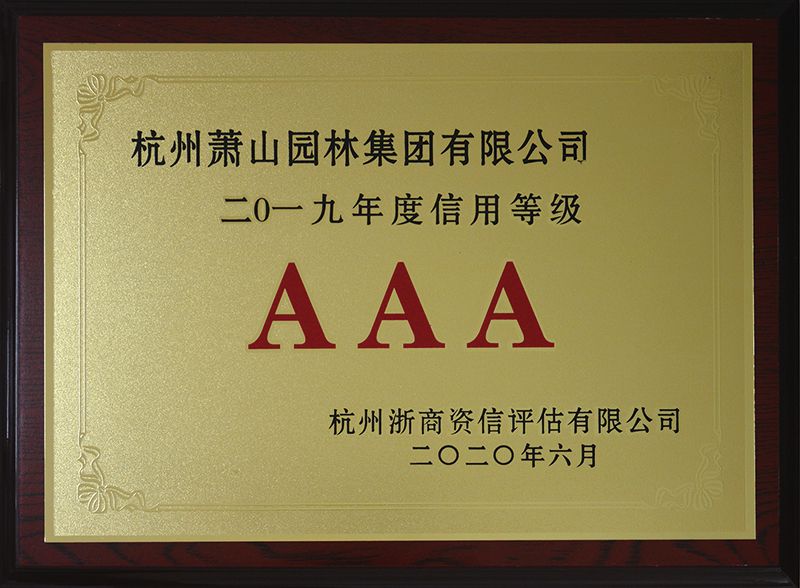 杭州萧山园林集团有限公司
二0一九年度信用等级
AAA
杭州浙商资信评估有限公司
二〇二〇年六月